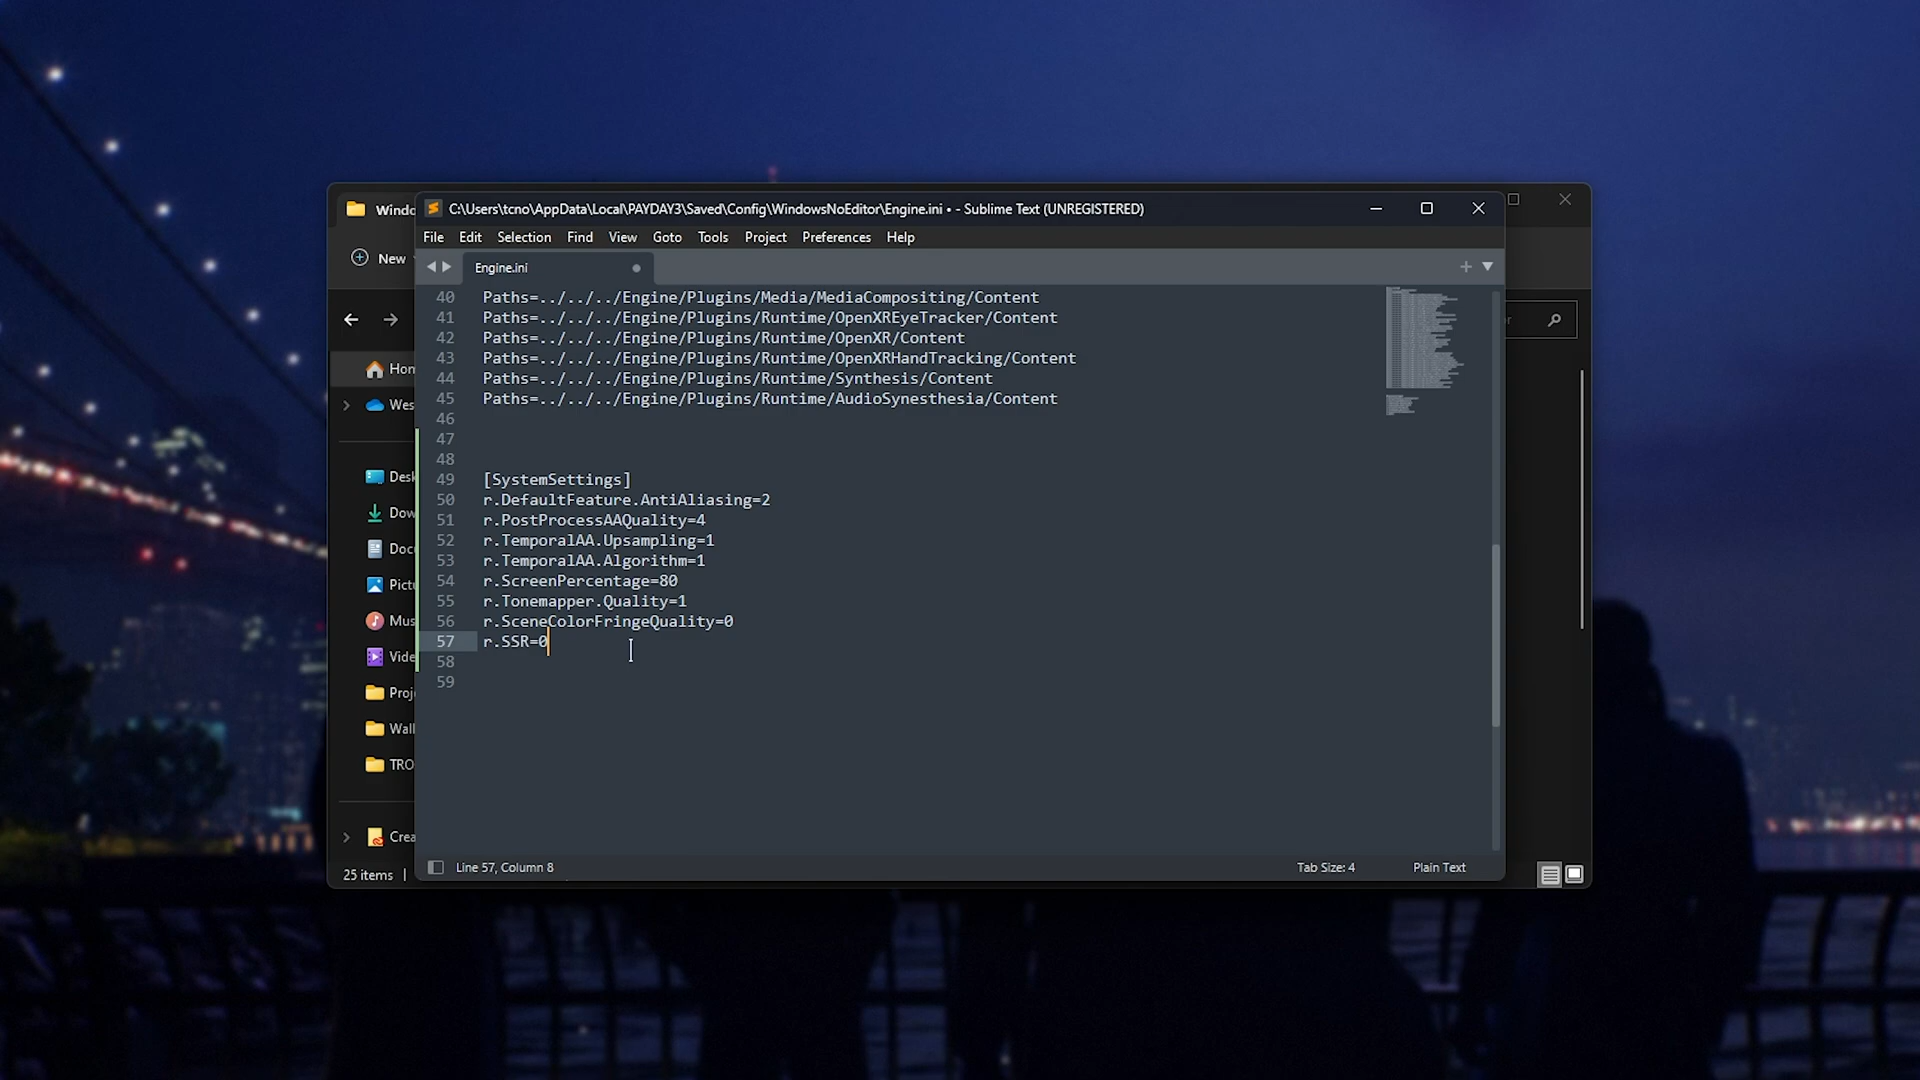 Windo
C:\Users\tcno\AppData\Local\PAYDAY3\Saved\Config\WindowsNoEditor\Engine.ini • - Sublime Text (UNREGISTERED)
File Edit Selection Find View Goto Tools Project Preferences Help
New
Engine.ini
40 Paths=../../../Engine/Plugins/Media/MediaCompositing/Content
41 Paths=../../../Engine/Plugins/Runtime/OpenXREyeTracker/Content
42 Paths=../../../Engine/Plugins/Runtime/OpenXR/Content
43 Paths=../../../Engine/Plugins/Runtime/OpenXRHandTracking/Content
44 Paths=../../../Engine/Plugins/Runtime/Synthesis/Content
45 Paths=../../../Engine/Plugins/Runtime/AudioSynesthesia/Content
46
47
48
49 [SystemSettings]
50 r.DefaultFeature.AntiAliasing=2
51 r.PostProcessAAQuality=4
52 r.TemporalAA.Upsampling=1
53 r.TemporalAA.Algorithm=1
54 r.ScreenPercentage=80
55 r.Tonemapper.Quality=1
56 r.SceneColorFringeQuality=0
57 r.SSR=0
58
59
Hon
Wes
Desk
Dow
Docu
Pictu
Mus
Vide
Proj
Wall
TRO
Crea
25 items
Line 57, Column 8
Tab Size: 4
Plain Text